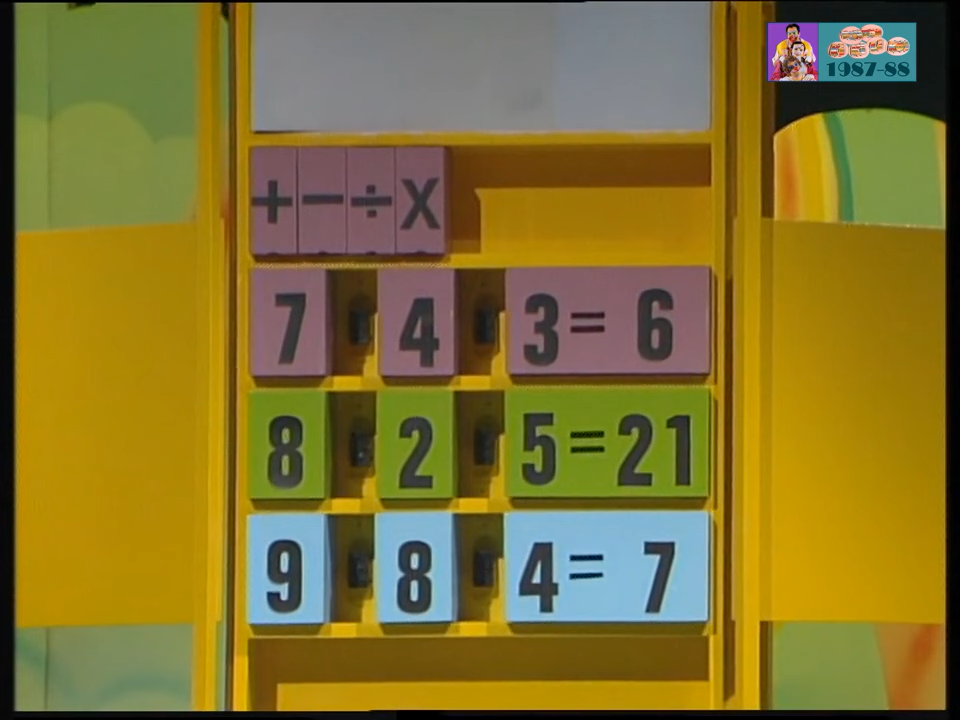 1987-88
+ − ÷ X
7 4 3 = 6
8 2 5 = 21
9 8 4 = 7